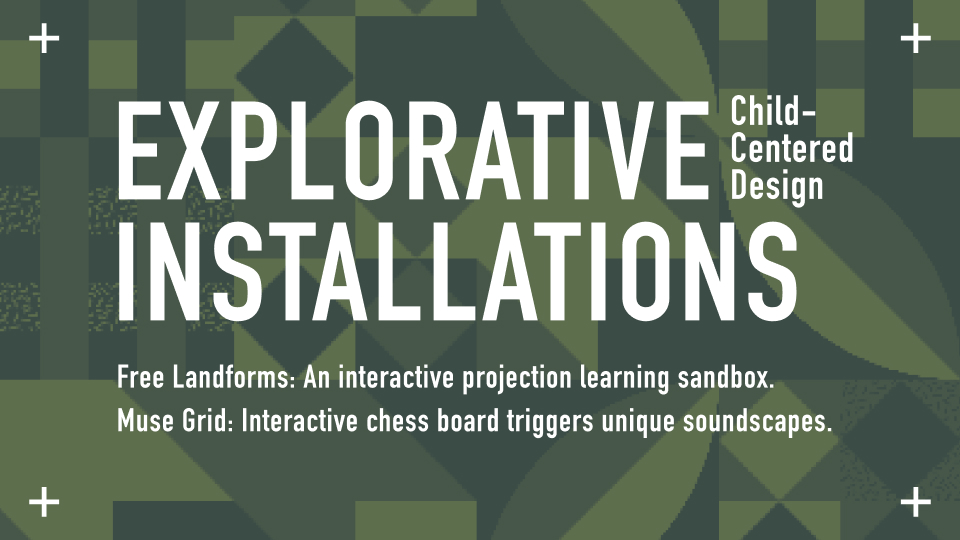 EXPLORATIVE
Child-
Centered
Design
INSTALLATIONS
Free Landforms: An interactive projection learning sandbox.
Muse Grid: Interactive chess board triggers unique soundscapes.